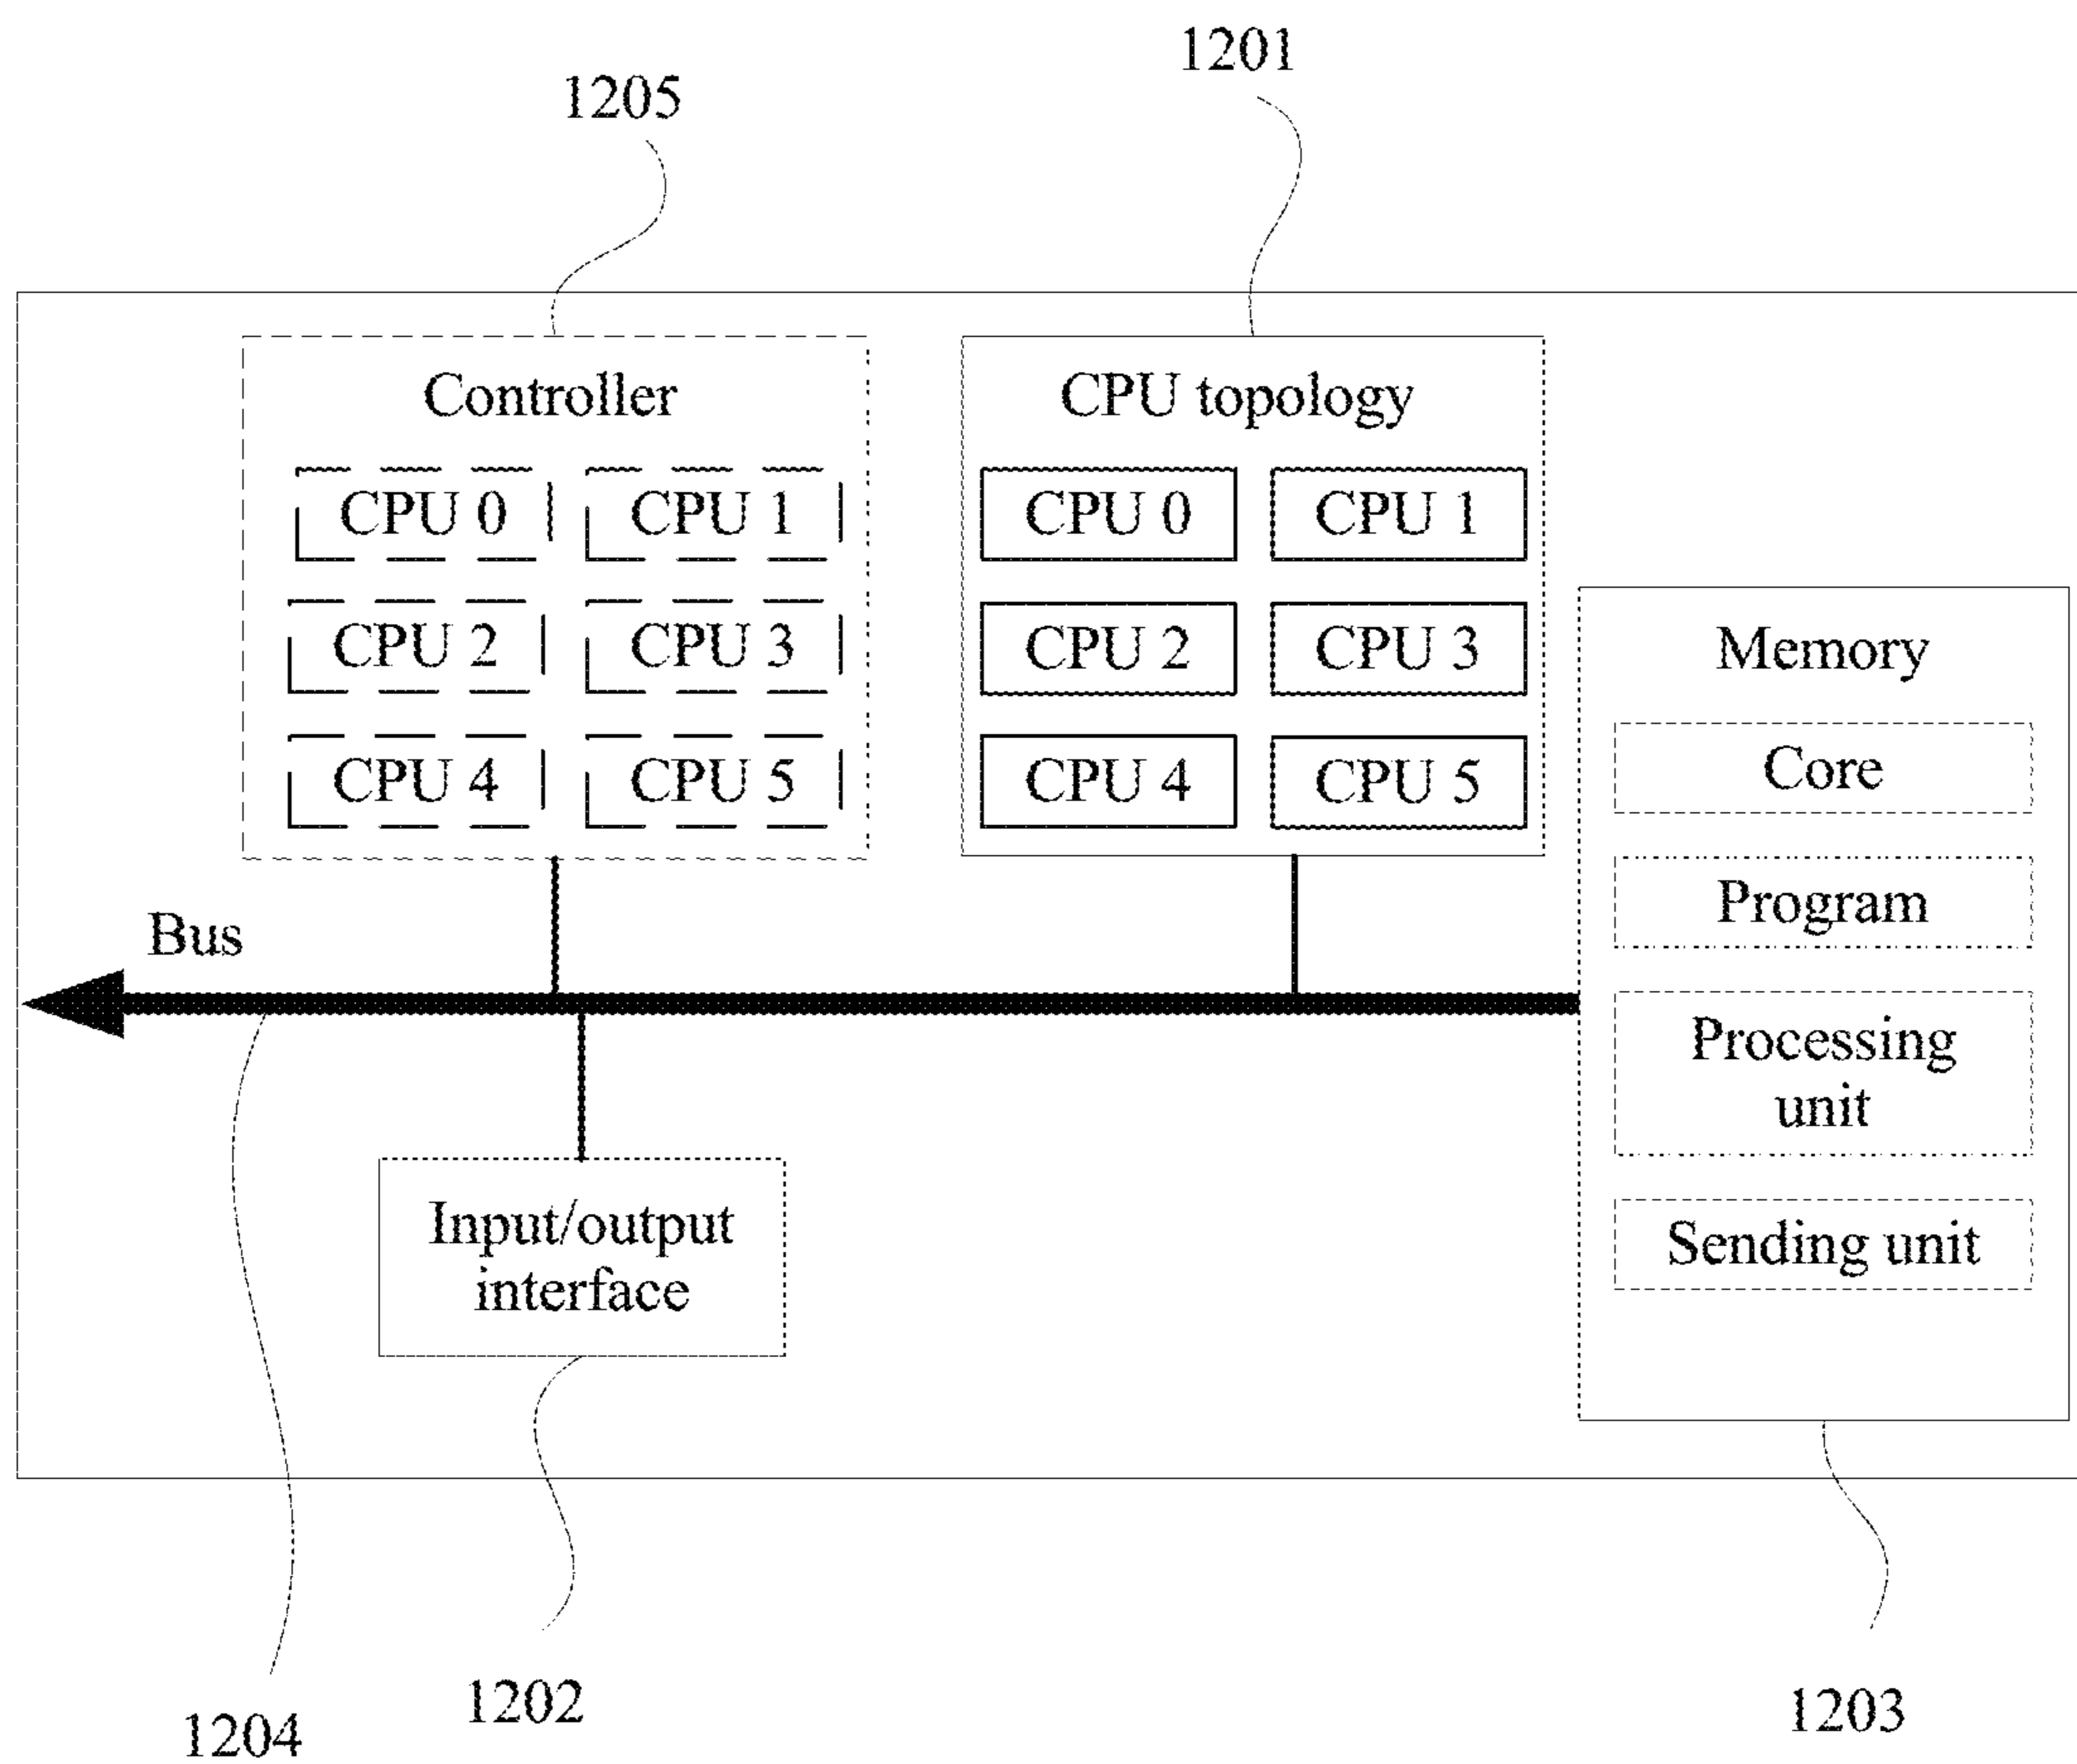 1201
1205
Controller
CPU topology
CPU 0
CPU 1
CPU 0
CPU 1
CPU 2
CPU 3
CPU 2
CPU 3
Memory
CPU 4
CPU 5
CPU 4
CPU 5
Core
Program
Bus
Processing
unit
Input/output
interface
Sending unit
1202
1203
1204